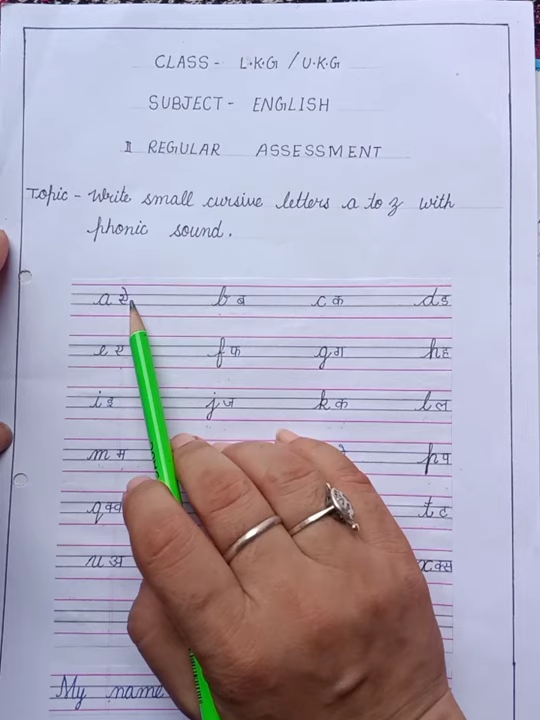 CLASS- L.K.G / U.K.G
SUBJECT- ENGLISH
II REGULAR ASSESSMENT
Topic - Write small cursive letters a to z with
phonic sound.
a ऐ b ब c क d ड
e ए f फ g ग h ह
i इ j ज k क l ल
m म p प
q क्व t ट
u अ x क्स
My name